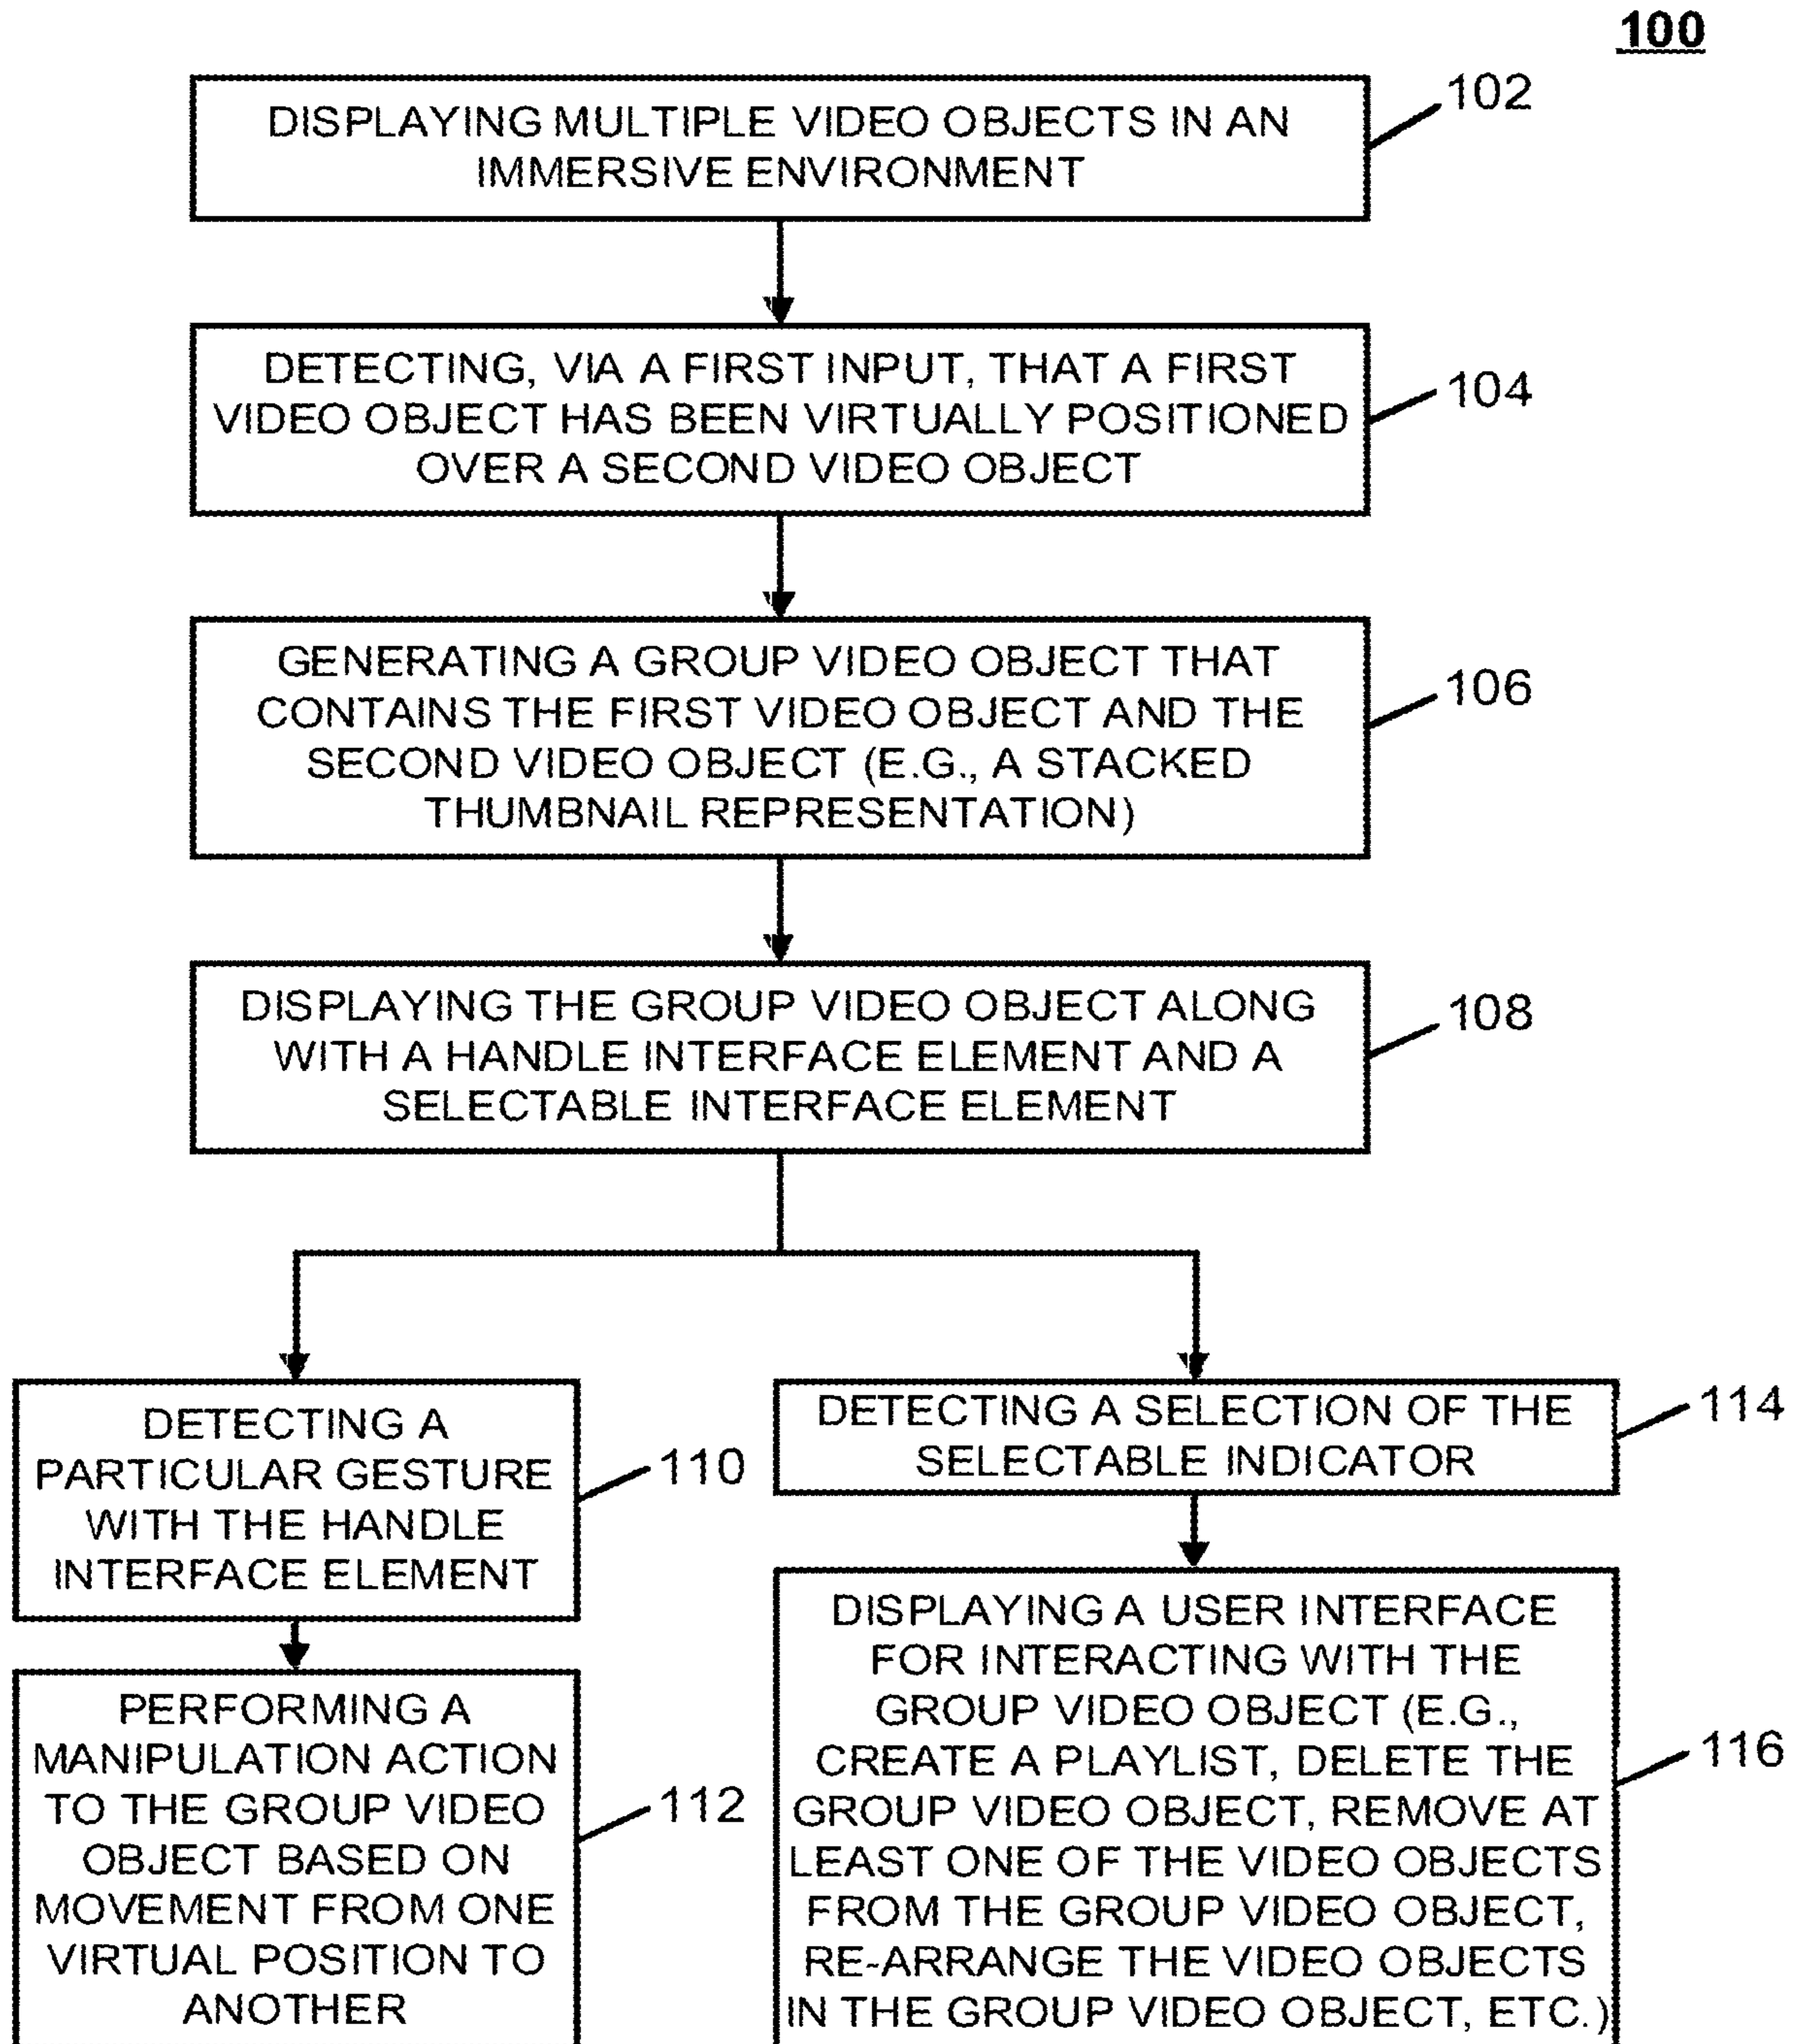 100
DISPLAYING MULTIPLE VIDEO OBJECTS IN AN
IMMERSIVE ENVIRONMENT
102
DETECTING, VIA A FIRST INPUT, THAT A FIRST
VIDEO OBJECT HAS BEEN VIRTUALLY POSITIONED
OVER A SECOND VIDEO OBJECT
104
GENERATING A GROUP VIDEO OBJECT THAT
CONTAINS THE FIRST VIDEO OBJECT AND THE
SECOND VIDEO OBJECT (E.G., A STACKED
THUMBNAIL REPRESENTATION)
106
DISPLAYING THE GROUP VIDEO OBJECT ALONG
WITH A HANDLE INTERFACE ELEMENT AND A
SELECTABLE INTERFACE ELEMENT
108
DETECTING A
PARTICULAR GESTURE
WITH THE HANDLE
INTERFACE ELEMENT
110
PERFORMING A
MANIPULATION ACTION
TO THE GROUP VIDEO
OBJECT BASED ON
MOVEMENT FROM ONE
VIRTUAL POSITION TO
ANOTHER
112
DETECTING A SELECTION OF THE
SELECTABLE INDICATOR
114
DISPLAYING A USER INTERFACE
FOR INTERACTING WITH THE
GROUP VIDEO OBJECT (E.G.,
CREATE A PLAYLIST, DELETE THE
GROUP VIDEO OBJECT, REMOVE AT
LEAST ONE OF THE VIDEO OBJECTS
FROM THE GROUP VIDEO OBJECT,
RE-ARRANGE THE VIDEO OBJECTS
IN THE GROUP VIDEO OBJECT, ETC.)
116